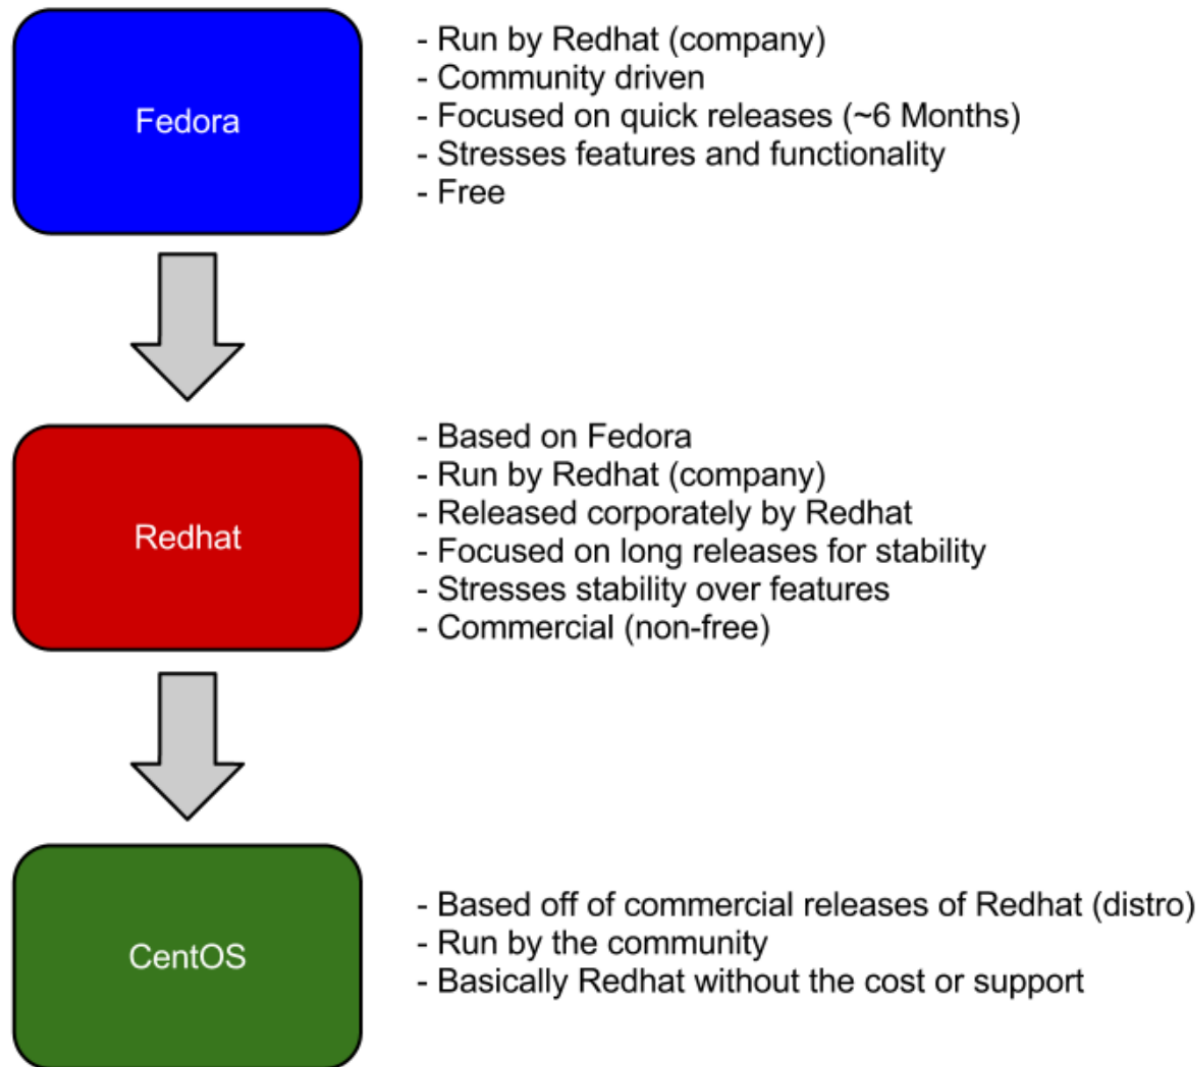 Fedora
- Run by Redhat (company)
- Community driven
- Focused on quick releases (~6 Months)
- Stresses features and functionality
- Free
Redhat
- Based on Fedora
- Run by Redhat (company)
- Released corporately by Redhat
- Focused on long releases for stability
- Stresses stability over features
- Commercial (non-free)
CentOS
- Based off of commercial releases of Redhat (distro)
- Run by the community
- Basically Redhat without the cost or support